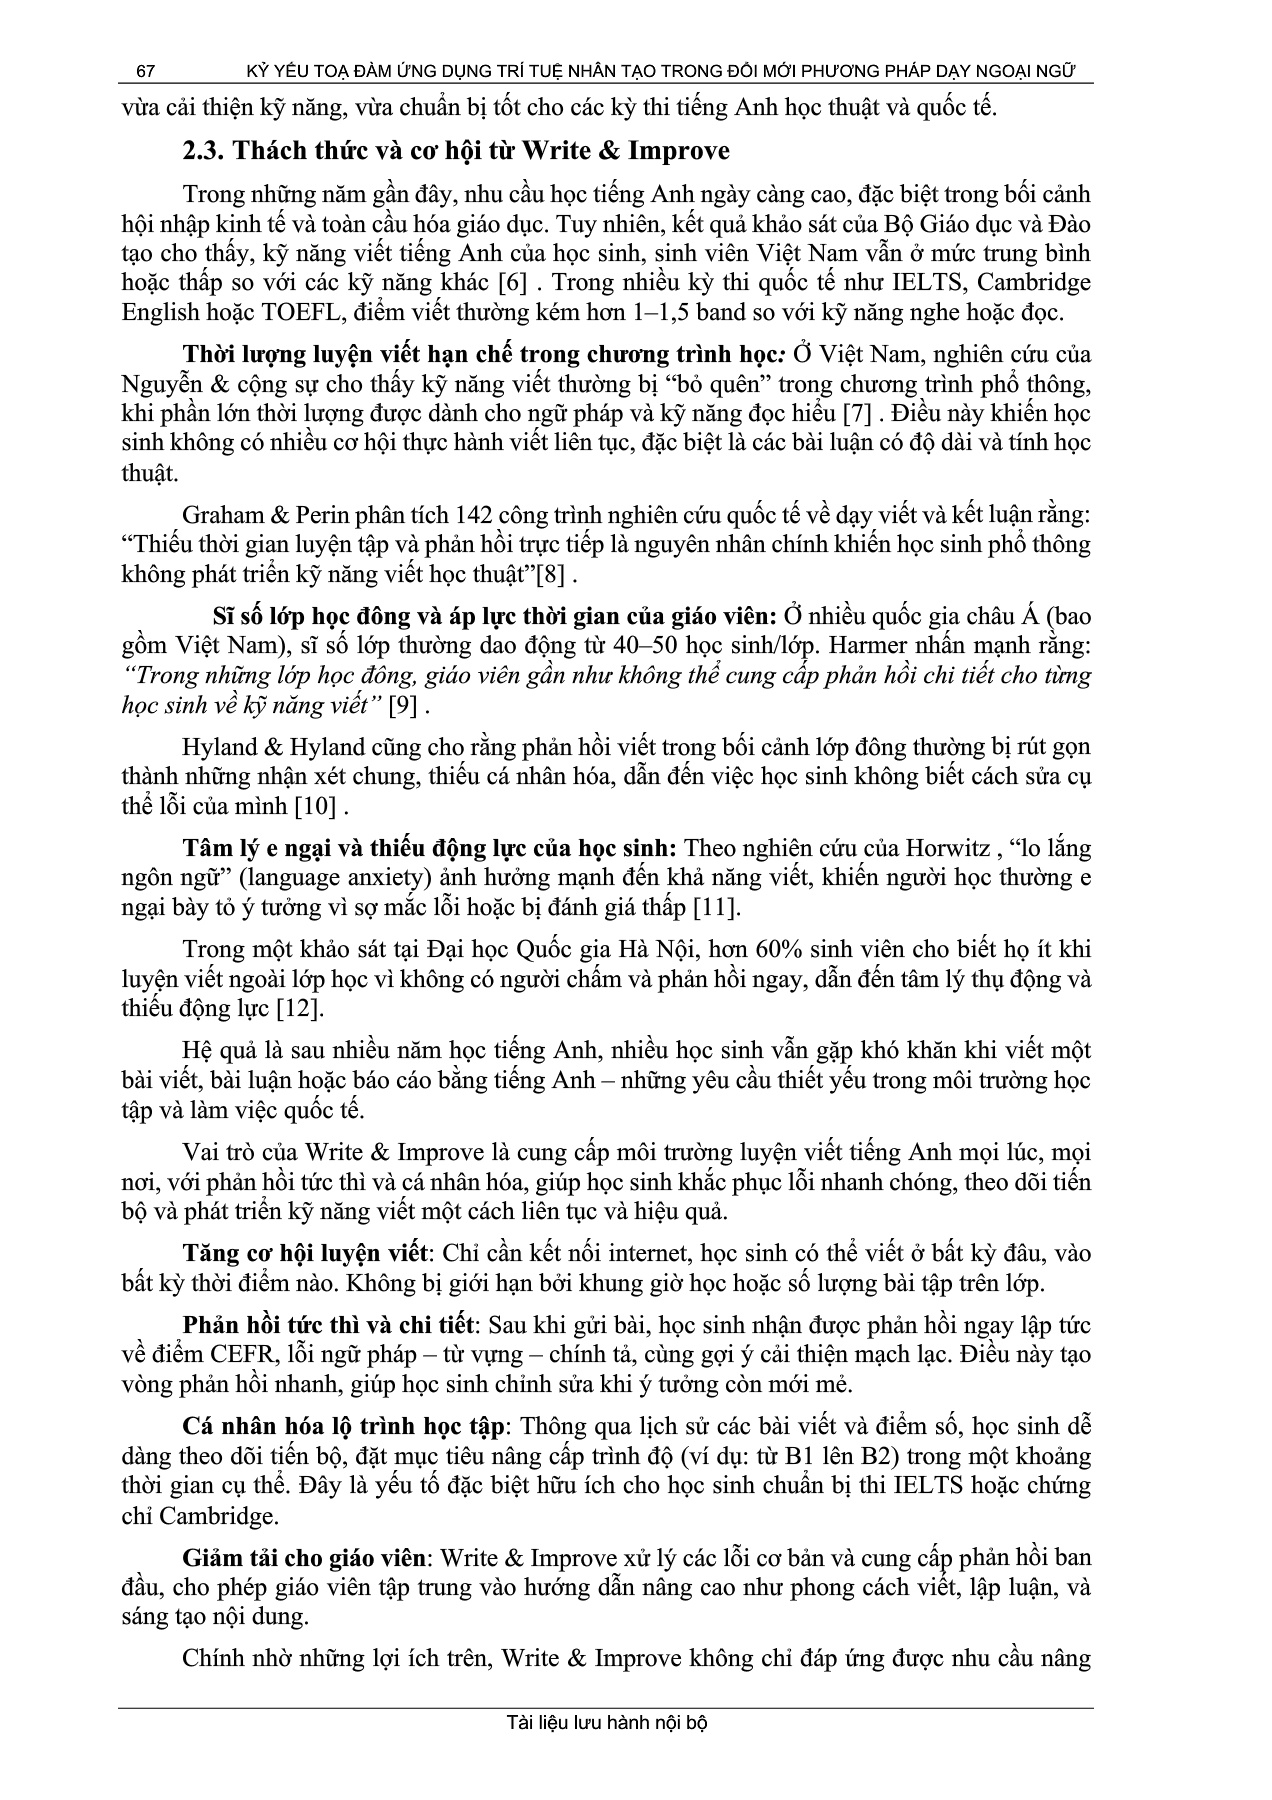 67 KỶ YẾU TOẠ ĐÀM ỨNG DỤNG TRÍ TUỆ NHÂN TẠO TRONG ĐỔI MỚI PHƯƠNG PHÁP DẠY NGOẠI NGỮ
vừa cải thiện kỹ năng, vừa chuẩn bị tốt cho các kỳ thi tiếng Anh học thuật và quốc tế.
2.3. Thách thức và cơ hội từ Write & Improve
Trong những năm gần đây, nhu cầu học tiếng Anh ngày càng cao, đặc biệt trong bối cảnh
hội nhập kinh tế và toàn cầu hóa giáo dục. Tuy nhiên, kết quả khảo sát của Bộ Giáo dục và Đào
tạo cho thấy, kỹ năng viết tiếng Anh của học sinh, sinh viên Việt Nam vẫn ở mức trung bình
hoặc thấp so với các kỹ năng khác [6] . Trong nhiều kỳ thi quốc tế như IELTS, Cambridge
English hoặc TOEFL, điểm viết thường kém hơn 1–1,5 band so với kỹ năng nghe hoặc đọc.
Thời lượng luyện viết hạn chế trong chương trình học: Ở Việt Nam, nghiên cứu của
Nguyễn & cộng sự cho thấy kỹ năng viết thường bị “bỏ quên” trong chương trình phổ thông,
khi phần lớn thời lượng được dành cho ngữ pháp và kỹ năng đọc hiểu [7] . Điều này khiến học
sinh không có nhiều cơ hội thực hành viết liên tục, đặc biệt là các bài luận có độ dài và tính học
thuật.
Graham & Perin phân tích 142 công trình nghiên cứu quốc tế về dạy viết và kết luận rằng:
“Thiếu thời gian luyện tập và phản hồi trực tiếp là nguyên nhân chính khiến học sinh phổ thông
không phát triển kỹ năng viết học thuật”[8] .
Sĩ số lớp học đông và áp lực thời gian của giáo viên: Ở nhiều quốc gia châu Á (bao
gồm Việt Nam), sĩ số lớp thường dao động từ 40–50 học sinh/lớp. Harmer nhấn mạnh rằng:
“Trong những lớp học đông, giáo viên gần như không thể cung cấp phản hồi chi tiết cho từng
học sinh về kỹ năng viết” [9] .
Hyland & Hyland cũng cho rằng phản hồi viết trong bối cảnh lớp đông thường bị rút gọn
thành những nhận xét chung, thiếu cá nhân hóa, dẫn đến việc học sinh không biết cách sửa cụ
thể lỗi của mình [10] .
Tâm lý e ngại và thiếu động lực của học sinh: Theo nghiên cứu của Horwitz , “lo lắng
ngôn ngữ” (language anxiety) ảnh hưởng mạnh đến khả năng viết, khiến người học thường e
ngại bày tỏ ý tưởng vì sợ mắc lỗi hoặc bị đánh giá thấp [11].
Trong một khảo sát tại Đại học Quốc gia Hà Nội, hơn 60% sinh viên cho biết họ ít khi
luyện viết ngoài lớp học vì không có người chấm và phản hồi ngay, dẫn đến tâm lý thụ động và
thiếu động lực [12].
Hệ quả là sau nhiều năm học tiếng Anh, nhiều học sinh vẫn gặp khó khăn khi viết một
bài viết, bài luận hoặc báo cáo bằng tiếng Anh – những yêu cầu thiết yếu trong môi trường học
tập và làm việc quốc tế.
Vai trò của Write & Improve là cung cấp môi trường luyện viết tiếng Anh mọi lúc, mọi
nơi, với phản hồi tức thì và cá nhân hóa, giúp học sinh khắc phục lỗi nhanh chóng, theo dõi tiến
bộ và phát triển kỹ năng viết một cách liên tục và hiệu quả.
Tăng cơ hội luyện viết: Chỉ cần kết nối internet, học sinh có thể viết ở bất kỳ đâu, vào
bất kỳ thời điểm nào. Không bị giới hạn bởi khung giờ học hoặc số lượng bài tập trên lớp.
Phản hồi tức thì và chi tiết: Sau khi gửi bài, học sinh nhận được phản hồi ngay lập tức
về điểm CEFR, lỗi ngữ pháp – từ vựng – chính tả, cùng gợi ý cải thiện mạch lạc. Điều này tạo
vòng phản hồi nhanh, giúp học sinh chỉnh sửa khi ý tưởng còn mới mẻ.
Cá nhân hóa lộ trình học tập: Thông qua lịch sử các bài viết và điểm số, học sinh dễ
dàng theo dõi tiến bộ, đặt mục tiêu nâng cấp trình độ (ví dụ: từ B1 lên B2) trong một khoảng
thời gian cụ thể. Đây là yếu tố đặc biệt hữu ích cho học sinh chuẩn bị thi IELTS hoặc chứng
chỉ Cambridge.
Giảm tải cho giáo viên: Write & Improve xử lý các lỗi cơ bản và cung cấp phản hồi ban
đầu, cho phép giáo viên tập trung vào hướng dẫn nâng cao như phong cách viết, lập luận, và
sáng tạo nội dung.
Chính nhờ những lợi ích trên, Write & Improve không chỉ đáp ứng được nhu cầu nâng
Tài liệu lưu hành nội bộ